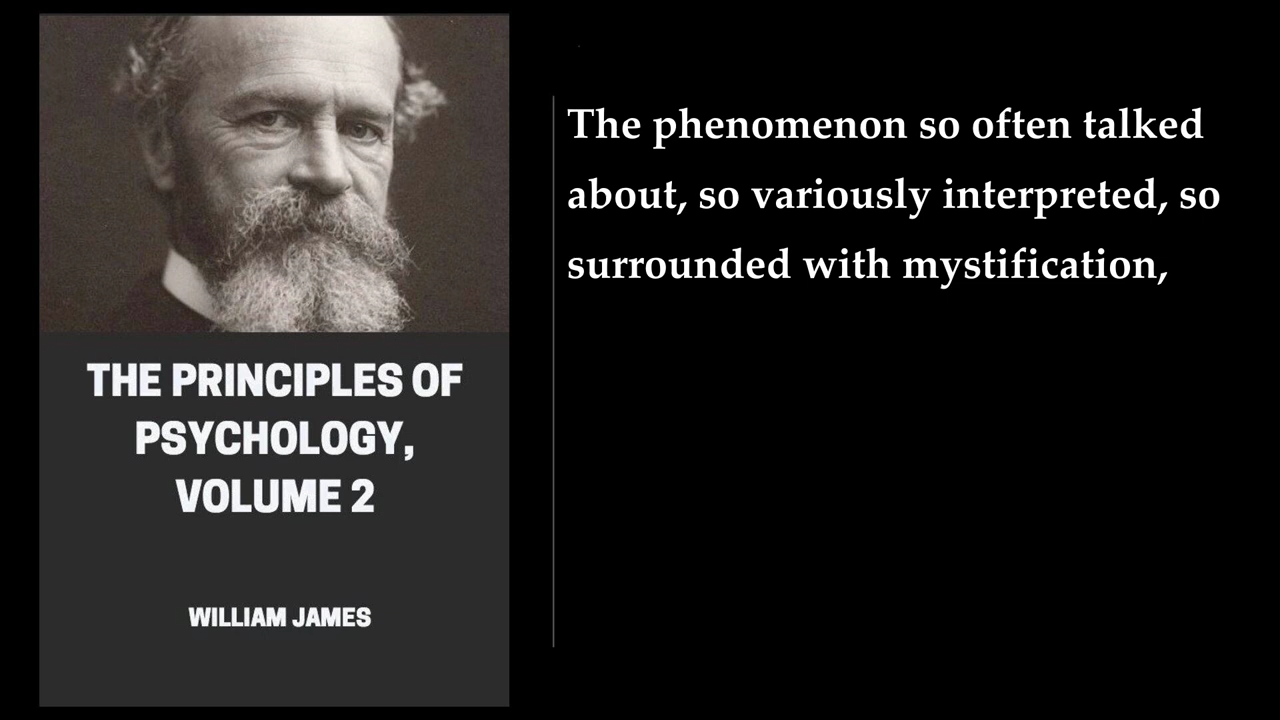 THE PRINCIPLES OF
PSYCHOLOGY,
VOLUME 2
WILLIAM JAMES
The phenomenon so often talked
about, so variously interpreted, so
surrounded with mystification,